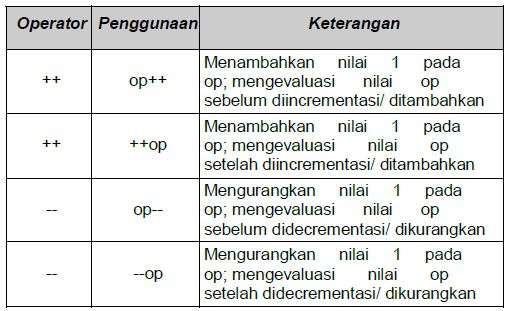 Operator Penggunaan Keterangan
++ op++ Menambahkan nilai 1 pada
op; mengevaluasi nilai op
sebelum diincrementasi/ ditambahkan
++ ++op Menambahkan nilai 1 pada
op; mengevaluasi nilai op
setelah diincrementasi/ ditambahkan
-- op-- Mengurangkan nilai 1 pada
op; mengevaluasi nilai op
sebelum didecrementasi/ dikurangkan
-- --op Mengurangkan nilai 1 pada
op; mengevaluasi nilai op
setelah didecrementasi/ dikurangkan